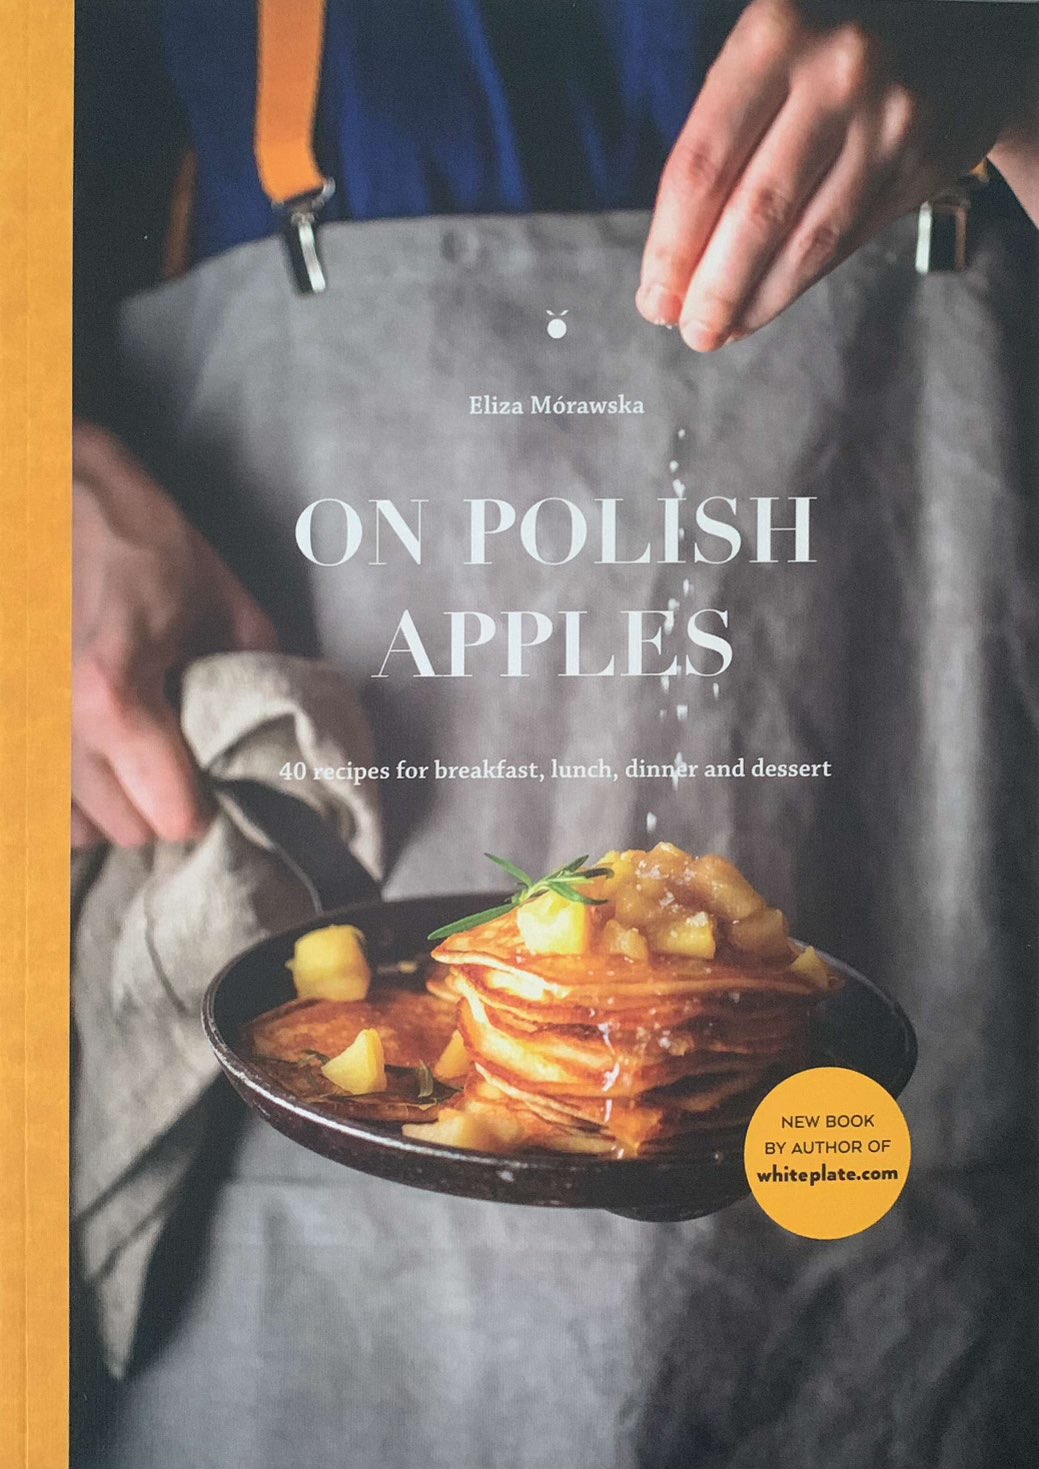 Eliza Mórawska
ON POLISH
APPLES
40 recipes for breakfast, lunch, dinner and dessert
NEW BOOK
BY AUTHOR OF
whiteplate.com